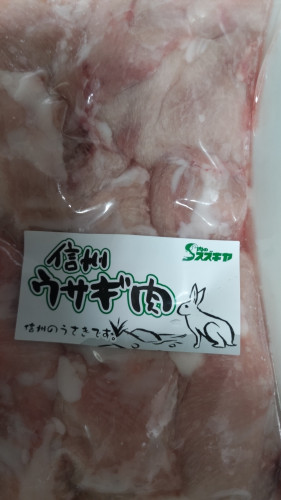 信州
肉の
スズキヤ
ウサギ肉
信州のうさぎです。